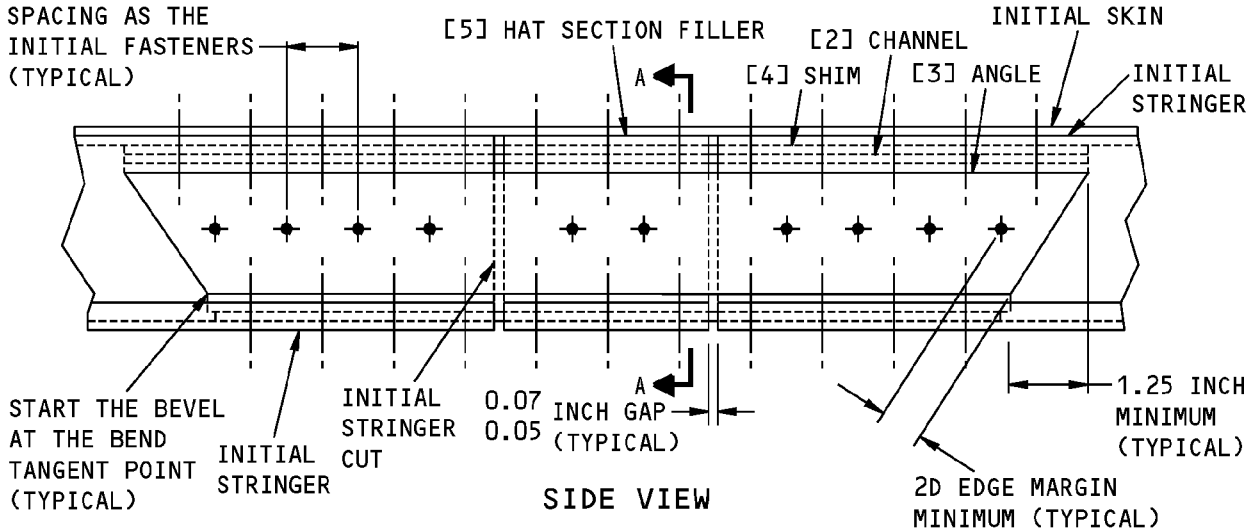 SPACING AS THE
INITIAL FASTENERS
(TYPICAL)
[5] HAT SECTION FILLER
INITIAL SKIN
[2] CHANNEL
A
[4] SHIM
[3] ANGLE
INITIAL
STRINGER
START THE BEVEL
AT THE BEND
TANGENT POINT
(TYPICAL)
INITIAL
STRINGER
INITIAL
STRINGER
CUT
0.07
0.05
INCH GAP
(TYPICAL)
A
1.25 INCH
MINIMUM
(TYPICAL)
2D EDGE MARGIN
MINIMUM (TYPICAL)
SIDE VIEW